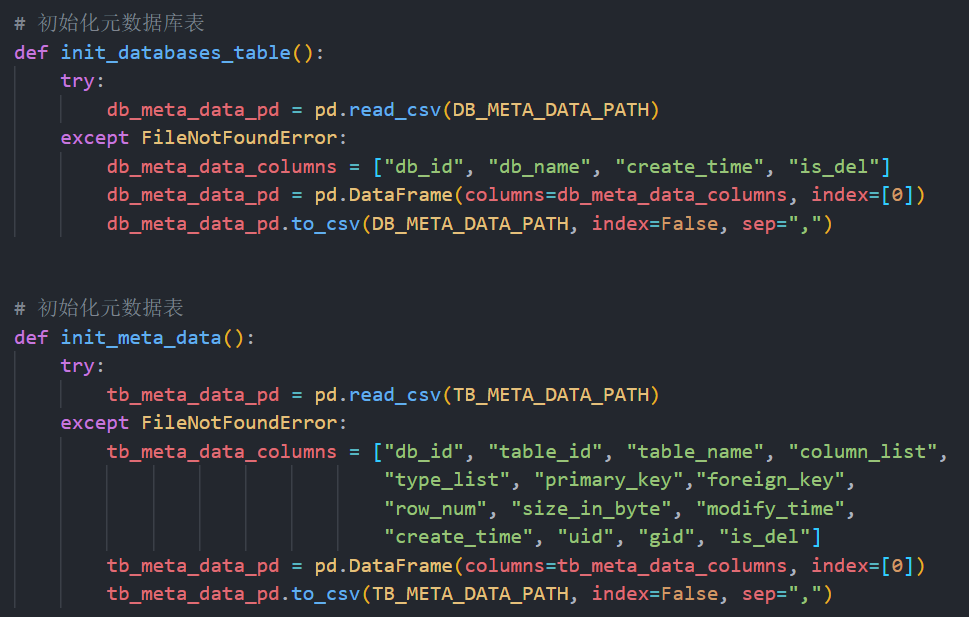 # 初始化元数据库表
def init_databases_table():
    try:
        db_meta_data_pd = pd.read_csv(DB_META_DATA_PATH)
    except FileNotFoundError:
        db_meta_data_columns = ["db_id", "db_name", "create_time", "is_del"]
        db_meta_data_pd = pd.DataFrame(columns=db_meta_data_columns, index=[0])
        db_meta_data_pd.to_csv(DB_META_DATA_PATH, index=False, sep=",")
# 初始化元数据表
def init_meta_data():
    try:
        tb_meta_data_pd = pd.read_csv(TB_META_DATA_PATH)
    except FileNotFoundError:
        tb_meta_data_columns = ["db_id", "table_id", "table_name", "column_list",
                                "type_list", "primary_key","foreign_key",
                                "row_num", "size_in_byte", "modify_time",
                                "create_time", "uid", "gid", "is_del"]
        tb_meta_data_pd = pd.DataFrame(columns=tb_meta_data_columns, index=[0])
        tb_meta_data_pd.to_csv(TB_META_DATA_PATH, index=False, sep=",")